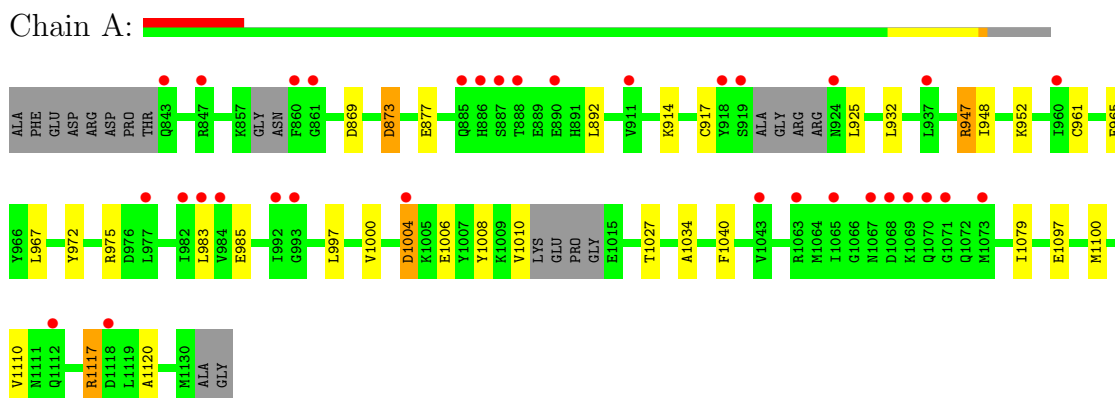 Chain A:
ALA PHE GLU ASP ARG ASP PRO THR Q843 R847 K857 GLY ASN F860 G861 D869 D873 E877 Q885 H886 S887 T888 E889 E890 H891 L892 V911 K914 C917 Y918 S919 ALA GLY ARG ARG N924 L925 L932 L937 R947 I948 K952 I960 C961 E965
Y966 L967 Y972 R975 D976 L977 I982 L983 V984 E985 I992 G993 L997 V1000 D1004 K1005 E1006 Y1007 Y1008 K1009 V1010 LYS GLU PRO GLY E1015 T1027 A1034 F1040 V1043 R1063 M1064 I1065 G1066 N1067 D1068 K1069 Q1070 G1071 Q1072 M1073 I1079 E1097 M1100
V1110 N1111 Q1112 R1117 D1118 L1119 A1120 M1130 ALA GLY